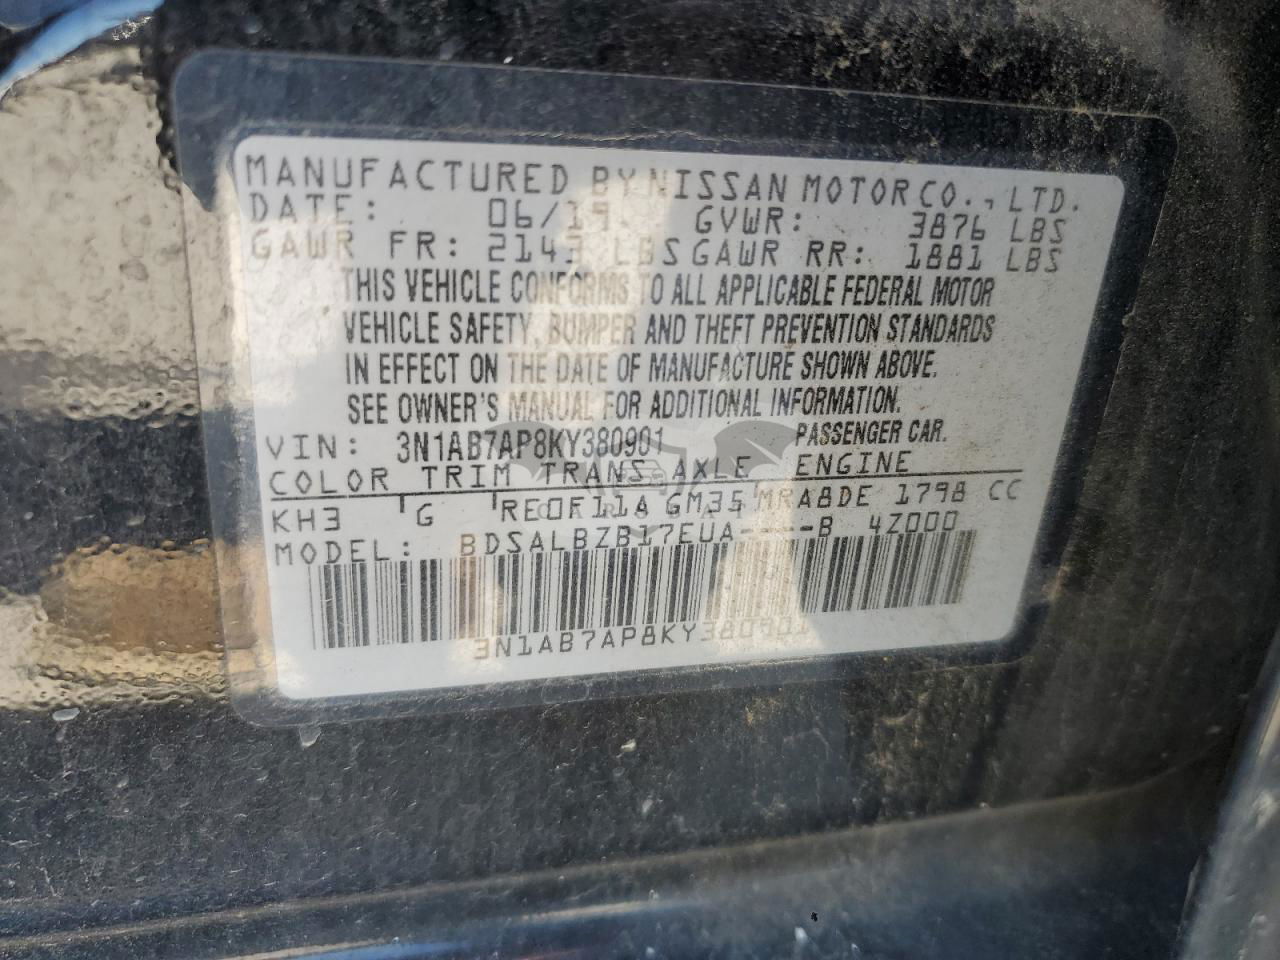 MANUFACTURED BY NISSAN MOTOR CO., LTD.
DATE: 06/19 GVWR: 3876 LBS
GAWR FR: 2143 LBS GAWR RR: 1881 LBS
THIS VEHICLE CONFORMS TO ALL APPLICABLE FEDERAL MOTOR
VEHICLE SAFETY, BUMPER AND THEFT PREVENTION STANDARDS
IN EFFECT ON THE DATE OF MANUFACTURE SHOWN ABOVE.
SEE OWNER'S MANUAL FOR ADDITIONAL INFORMATION.
VIN: 3N1AB7AP8KY380901 PASSENGER CAR.
COLOR TRIM TRANS. AXLE ENGINE
KH3 G RE0F11A GM35 MRA8DE 1798 CC
MODEL: BDSALBZB17EUA----B 4Z000
3N1AB7AP8KY380901